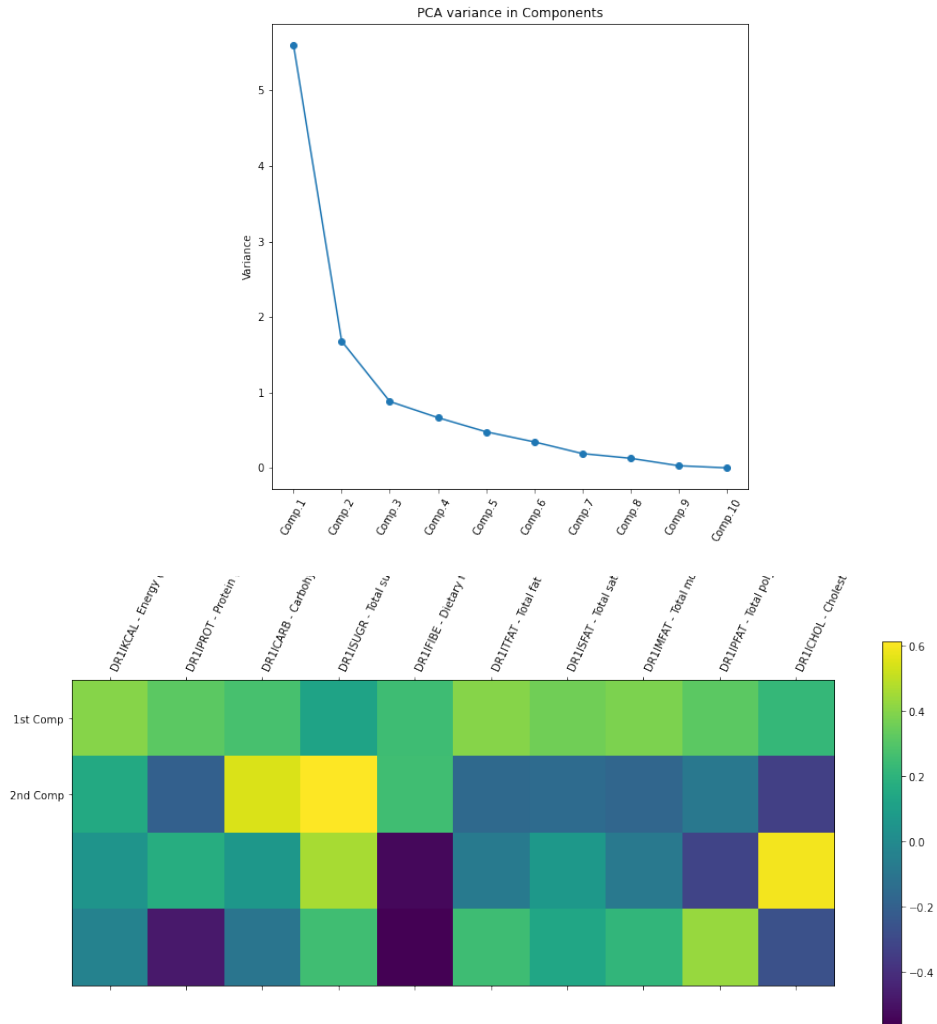 PCA variance in Components
Variance
5
4
3
2
1
0
Comp.1
Comp.2
Comp.3
Comp.4
Comp.5
Comp.6
Comp.7
Comp.8
Comp.9
Comp.10
DR1IKCAL - Energy
DR1IPROT - Protein
DR1ICARB - Carbohy
DR1ISUGR - Total su
DR1IFIBE - Dietary
DR1ITFAT - Total fat
DR1ISFAT - Total sat
DR1IMFAT - Total
DR1IPFAT - Total
DR1ICHOL - Cholest
1st Comp
2nd Comp
0.6
0.4
0.2
0.0
−0.2
−0.4